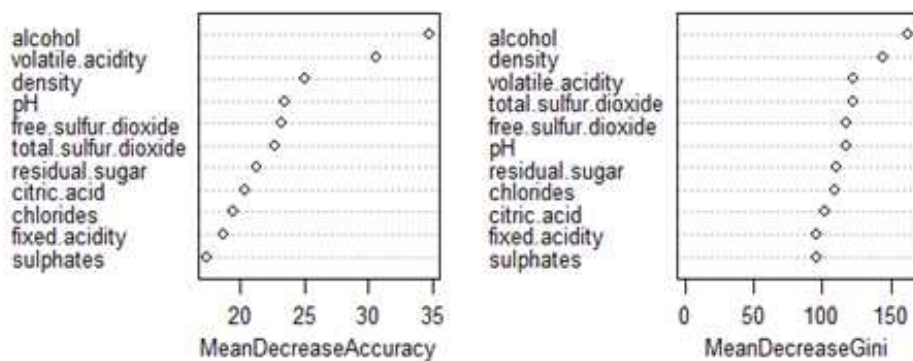 alcohol
volatile.acidity
density
pH
free.sulfur.dioxide
total.sulfur.dioxide
residual.sugar
citric.acid
chlorides
fixed.acidity
sulphates
20 25 30 35
MeanDecreaseAccuracy
alcohol
density
volatile.acidity
total.sulfur.dioxide
free.sulfur.dioxide
pH
residual.sugar
chlorides
citric.acid
fixed.acidity
sulphates
0 50 100 150
MeanDecreaseGini